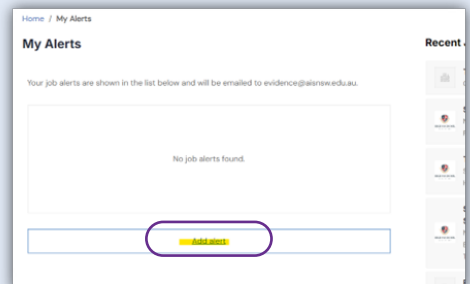 Home / My Alerts
My Alerts
Recent
Your job alerts are shown in the list below and will be emailed to evidence@aisnsw.edu.au.
No job alerts found.
Add alert